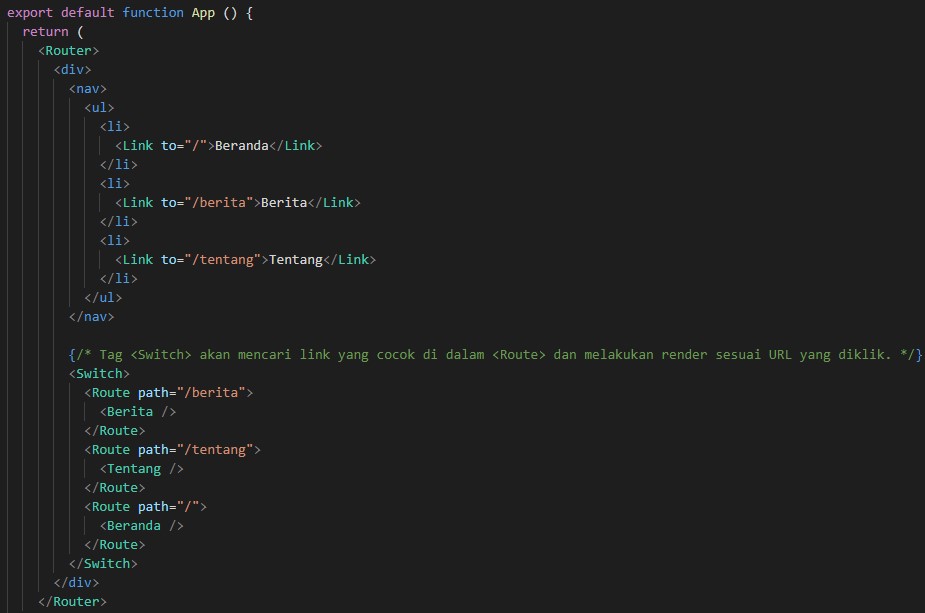 export default function App () {
  return (
    <Router>
      <div>
        <nav>
          <ul>
            <li>
              <Link to="/">Beranda</Link>
            </li>
            <li>
              <Link to="/berita">Berita</Link>
            </li>
            <li>
              <Link to="/tentang">Tentang</Link>
            </li>
          </ul>
        </nav>

        {/* Tag <Switch> akan mencari link yang cocok di dalam <Route> dan melakukan render sesuai URL yang diklik. */}
        <Switch>
          <Route path="/berita">
            <Berita />
          </Route>
          <Route path="/tentang">
            <Tentang />
          </Route>
          <Route path="/">
            <Beranda />
          </Route>
        </Switch>
      </div>
    </Router>